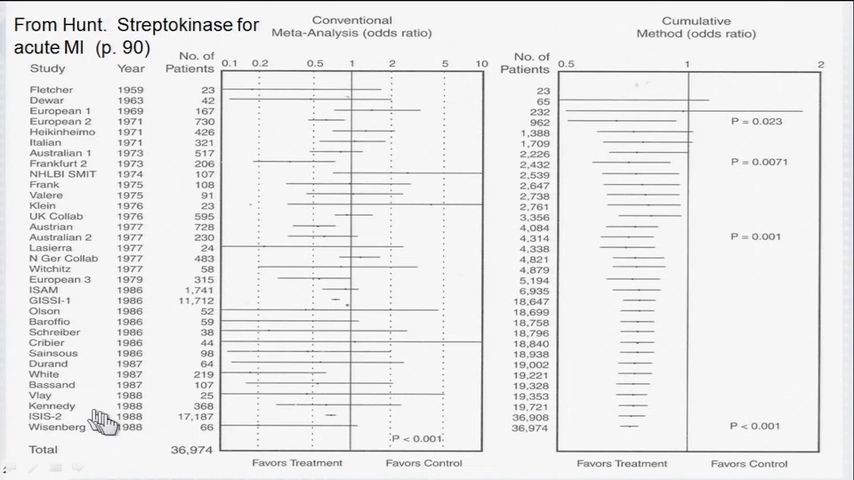 From Hunt. Streptokinase for
acute MI (p. 90)
Conventional
Meta-Analysis (odds ratio)
Cumulative
Method (odds ratio)
Study Year No. of Patients 0.1 0.2 0.5 1 2 5 10 No. of Patients 0.5 1 2
Fletcher 1959 23 23
Dewar 1963 42 65
European 1 1969 167 232
European 2 1971 730 962 P = 0.023
Heikinheimo 1971 426 1,388
Italian 1971 321 1,709
Australian 1 1973 517 2,226
Frankfurt 2 1973 206 2,432 P = 0.0071
NHLBI SMIT 1974 107 2,539
Frank 1975 108 2,647
Valere 1975 91 2,738
Klein 1976 23 2,761
UK Collab 1976 595 3,356
Austrian 1977 728 4,084
Australian 2 1977 230 4,314 P = 0.001
Lasierra 1977 24 4,338
N Ger Collab 1977 483 4,821
Witchitz 1977 58 4,879
European 3 1979 315 5,194
ISAM 1986 1,741 6,935
GISSI-1 1986 11,712 18,647
Olson 1986 52 18,699
Baroffio 1986 59 18,758
Schreiber 1986 38 18,796
Cribier 1986 44 18,840
Sainsous 1986 98 18,938
Durand 1987 64 19,002
White 1987 219 19,221
Bassand 1987 107 19,328
Vlay 1988 25 19,353
Kennedy 1988 368 19,721
ISIS-2 1988 17,187 36,908
Wisenberg 1988 66 36,974 P < 0.001
P < 0.001
Total 36,974
Favors Treatment Favors Control Favors Treatment Favors Control